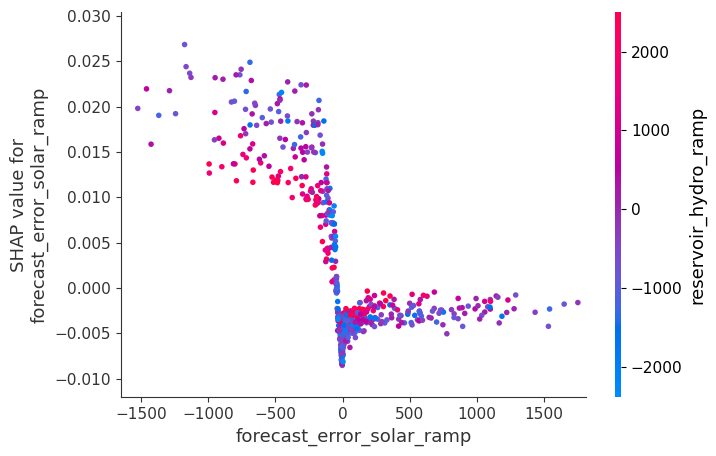 0.030
0.025
0.020
0.015
0.010
0.005
0.000
−0.005
−0.010
SHAP value for
forecast_error_solar_ramp
−1500 −1000 −500 0 500 1000 1500
forecast_error_solar_ramp
2000
1000
0
−1000
−2000
reservoir_hydro_ramp